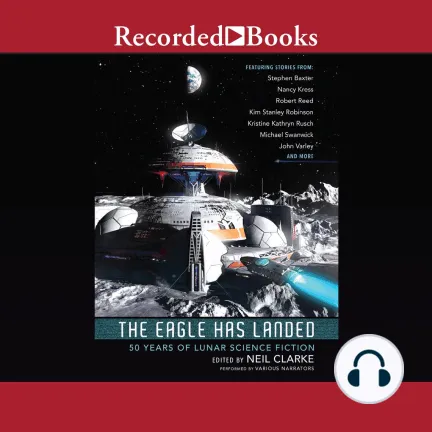 Recorded Books
FEATURING STORIES FROM:
Stephen Baxter
Nancy Kress
Robert Reed
Kim Stanley Robinson
Kristine Kathryn Rusch
Michael Swanwick
John Varley
AND MORE
THE EAGLE HAS LANDED
50 YEARS OF LUNAR SCIENCE FICTION
EDITED BY NEIL CLARKE
PERFORMED BY VARIOUS NARRATORS